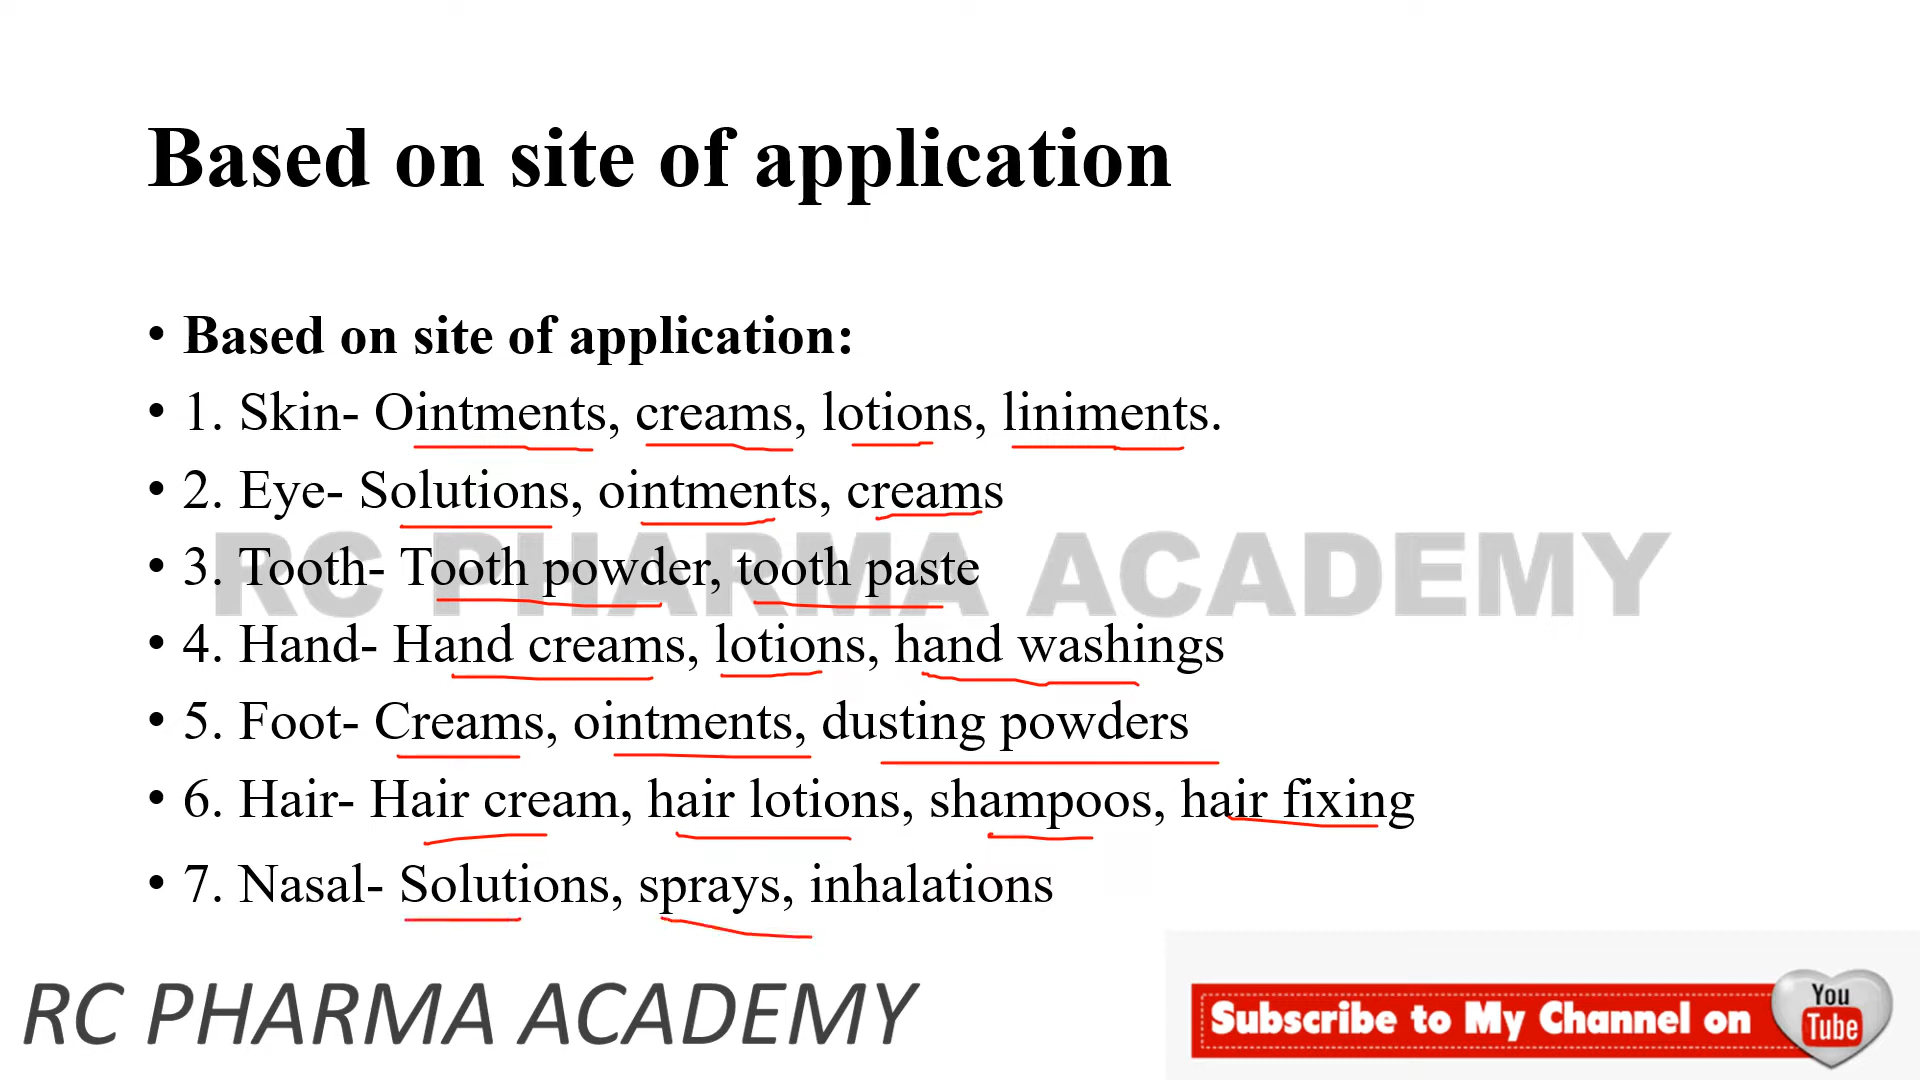 Based on site of application
• Based on site of application:
• 1. Skin- Ointments, creams, lotions, liniments.
• 2. Eye- Solutions, ointments, creams
RC PHARMA ACADEMY
• 3. Tooth- Tooth powder, tooth paste
• 4. Hand- Hand creams, lotions, hand washings
• 5. Foot- Creams, ointments, dusting powders
• 6. Hair- Hair cream, hair lotions, shampoos, hair fixing
• 7. Nasal- Solutions, sprays, inhalations
RC PHARMA ACADEMY
Subscribe to My Channel on
You
Tube